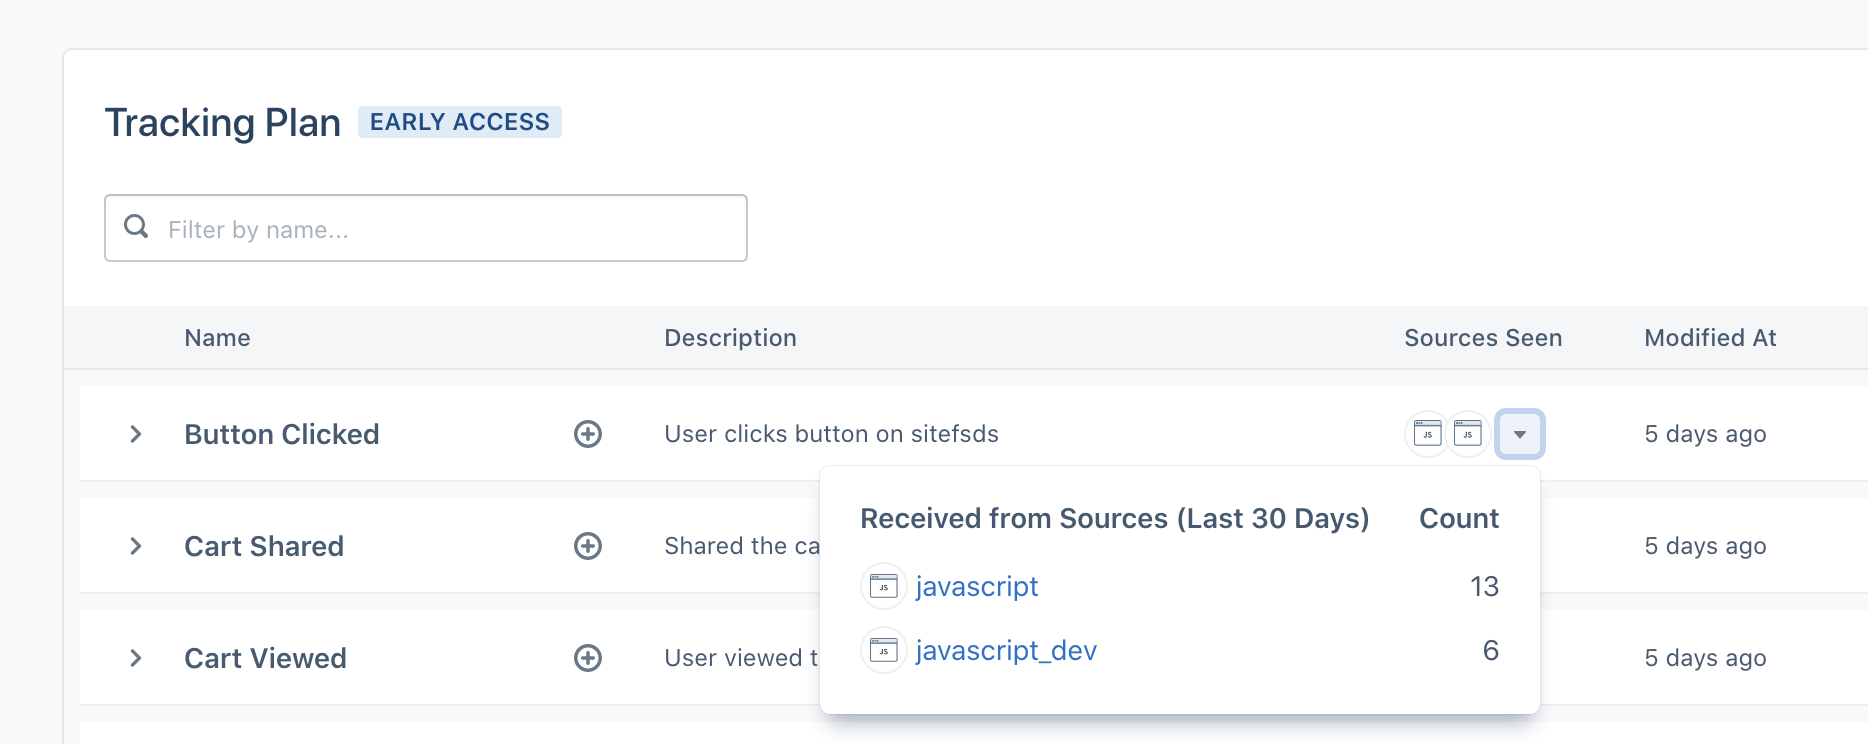 Tracking Plan EARLY ACCESS
Filter by name...
Name Description Sources Seen Modified At
Button Clicked User clicks button on sitefsds JS JS 5 days ago
Received from Sources (Last 30 Days) Count
Cart Shared Shared the ca 5 days ago
JS javascript 13
JS javascript_dev 6
Cart Viewed User viewed t 5 days ago